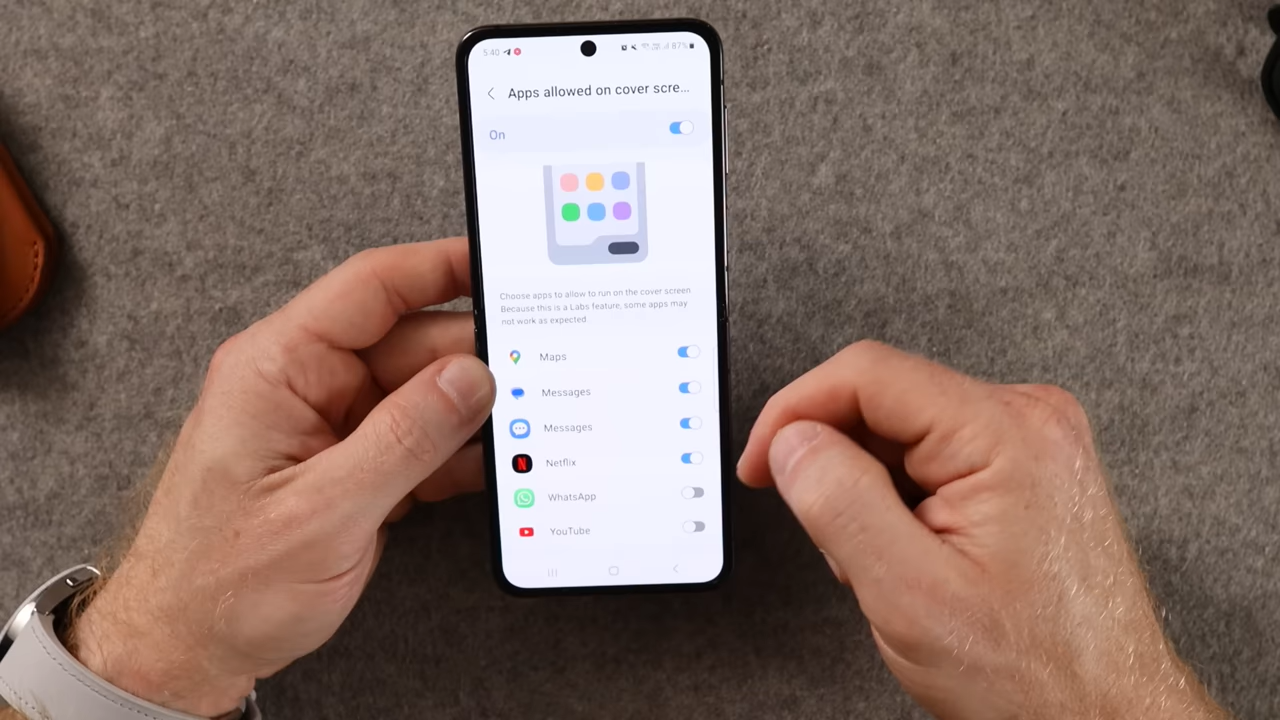 5:40
87%
Apps allowed on cover scre...
On
Choose apps to allow to run on the cover screen.
Because this is a Labs feature, some apps may
not work as expected.
Maps
Messages
Messages
Netflix
WhatsApp
YouTube